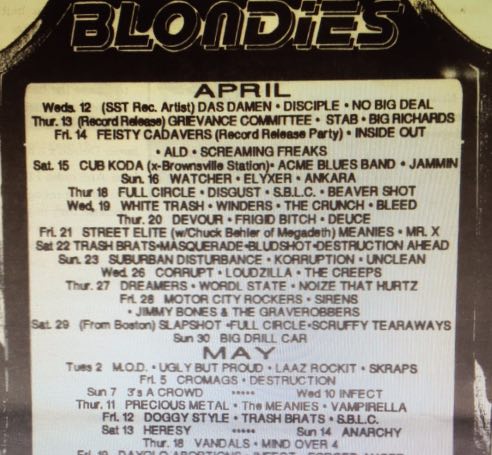 BLONDiES
APRIL
Weds. 12 (SST Rec. Artist) DAS DAMEN • DISCIPLE • NO BIG DEAL
Thur. 13 (Record Release) GRIEVANCE COMMITTEE • STAB • BIG RICHARDS
Fri. 14 FEISTY CADAVERS (Record Release Party) • INSIDE OUT
• ALD • SCREAMING FREAKS
Sat. 15 CUB KODA (x-Brownsville Station)• ACME BLUES BAND • JAMMIN
Sun. 16 WATCHER • ELYXER • ANKARA
Thur 18 FULL CIRCLE • DISGUST • S.B.L.C. • BEAVER SHOT
Wed, 19 WHITE TRASH • WINDERS • THE CRUNCH • BLEED
Thur. 20 DEVOUR • FRIGID BITCH • DEUCE
Fri. 21 STREET ELITE (w/Chuck Behler of Megadeth) MEANIES • MR. X
Sat 22 TRASH BRATS•MASQUERADE•BLUDSHOT•DESTRUCTION AHEAD
Sun. 23 SUBURBAN DISTURBANCE • KORRUPTION • UNCLEAN
Wed. 26 CORRUPT • LOUDZILLA • THE CREEPS
Thur. 27 DREAMERS • WORDL STATE • NOIZE THAT HURTZ
Fri. 28 MOTOR CITY ROCKERS • SIRENS
• JIMMY BONES & THE GRAVEROBBERS
Sat. 29 (From Boston) SLAPSHOT •FULL CIRCLE•SCRUFFY TEARAWAYS
Sun 30 BIG DRILL CAR
MAY
Tues 2 M.O.D. • UGLY BUT PROUD • LAAZ ROCKIT • SKRAPS
Fri. 5 CROMAGS • DESTRUCTION
Sun 7 3's A CROWD ••••• Wed 10 INFECT
Thur. 11 PRECIOUS METAL • The MEANIES • VAMPIRELLA
Fri. 12 DOGGY STYLE • TRASH BRATS • S.B.L.C.
Sat 13 HERESY ••••• Sun 14 ANARCHY
Thur. 18 VANDALS • MIND OVER 4